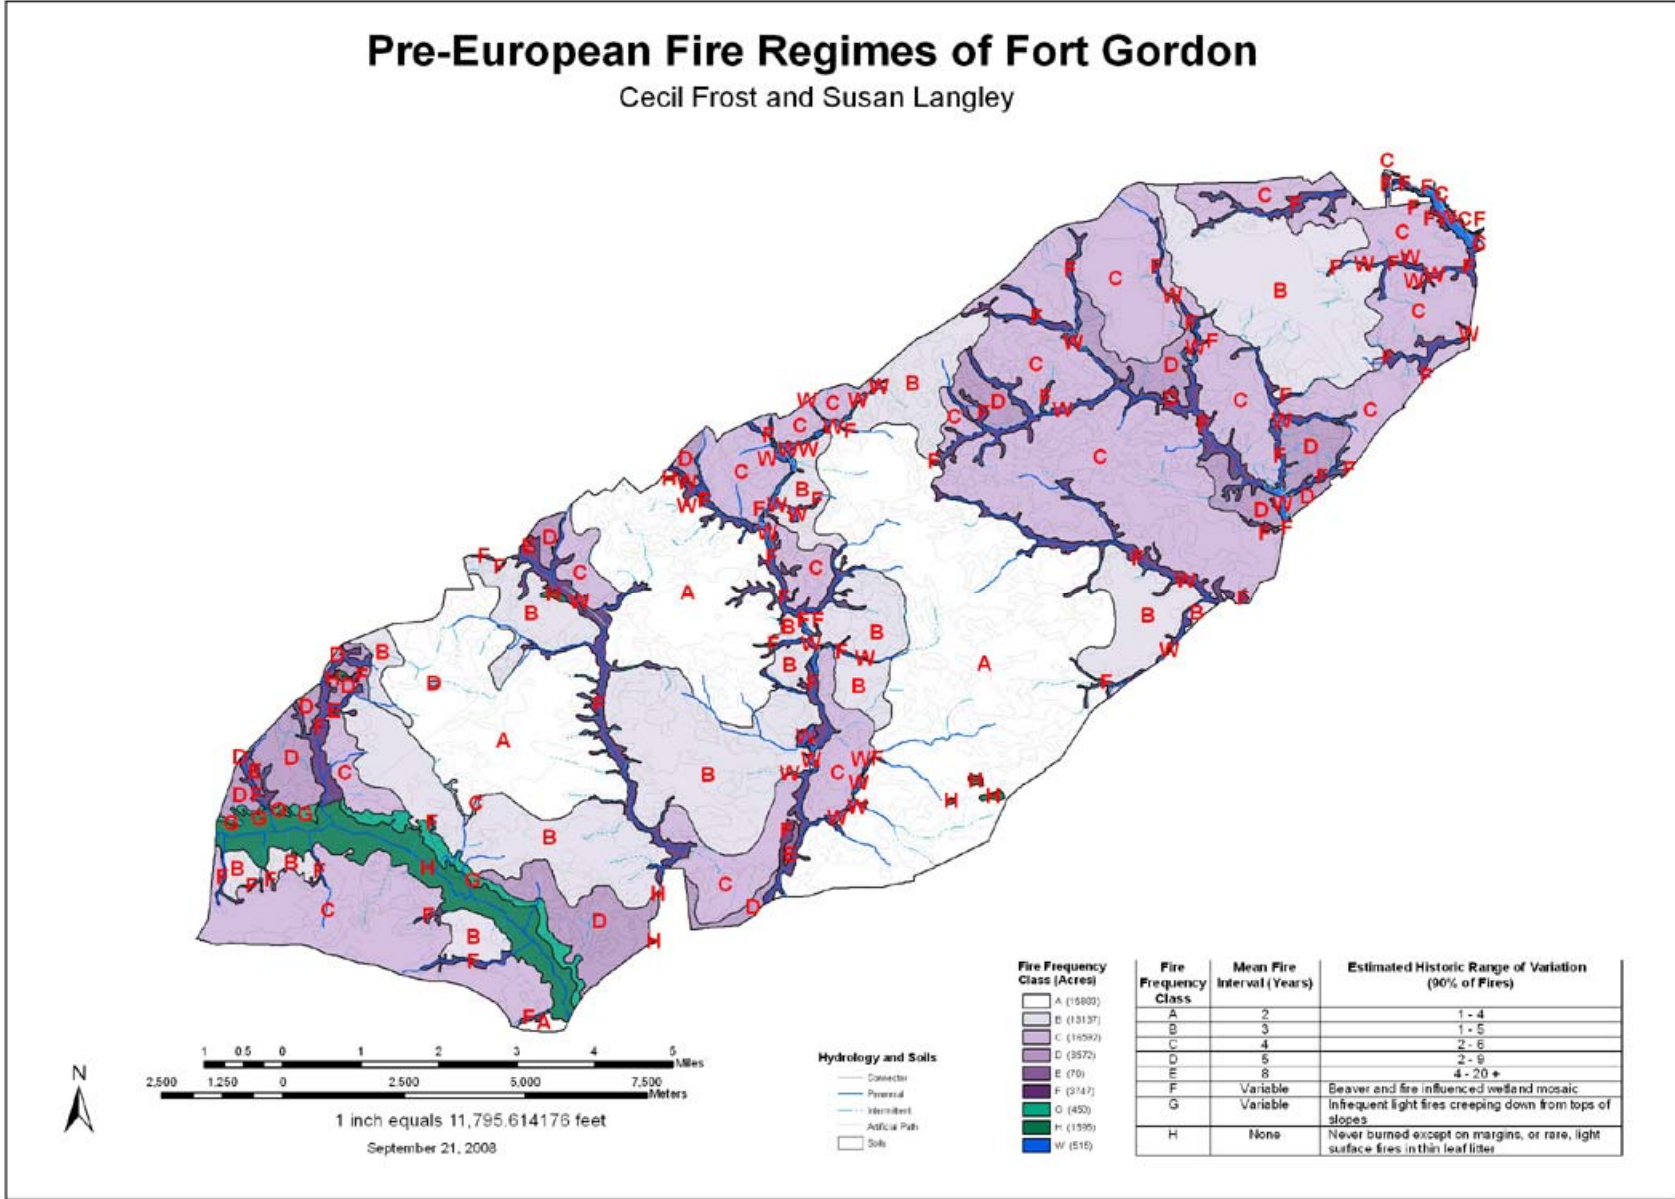 Pre-European Fire Regimes of Fort Gordon
Cecil Frost and Susan Langley
C
C
F
F
F
C
F
F
W
C
F
C
C
F
W
F
W
W
W
F
F
C
F
B
W
C
F
W
F
W
F
F
W
C
D
B
W
C
W
W
C
D
F
W
C
C
F
F
C
W
F
C
D
F
W
W
W
D
C
F
C
F
W
W
B
F
W
F
W
D
F
W
D
F
F
D
F
F
C
C
W
B
A
F
W
F
B
B
W
F
F
B
F
W
F
W
B
B
A
F
D
B
D
D
D
A
B
C
W
F
W
H
H
H
D
D
C
C
B
G
G
G
G
H
G
B
B
F
F
F
F
C
F
B
F
D
H
H
C
D
F
A
N
1 0.5 0 1 2 3 4 5
Miles
2,500 1,250 0 2,500 5,000 7,500
Meters
1 inch equals 11,795.614176 feet
September 21, 2008
Hydrology and Soils
Connector
Perennial
Intermittent
Artificial Path
Soils
Fire Frequency
Class (Acres)
A
B (13137)
C (16592)
D (3572)
E (70)
F (3747)
G (453)
H (1595)
W (515)
Fire Frequency Class Mean Fire Interval (Years) Estimated Historic Range of Variation (90% of Fires)
A 2 1 - 4
B 3 1 - 5
C 4 2 - 6
D 5 2 - 9
E 8 4 - 20 +
F Variable Beaver and fire influenced wetland mosaic
G Variable Infrequent light fires creeping down from tops of
slopes
H None Never burned except on margins, or rare, light
surface fires in thin leaf litter